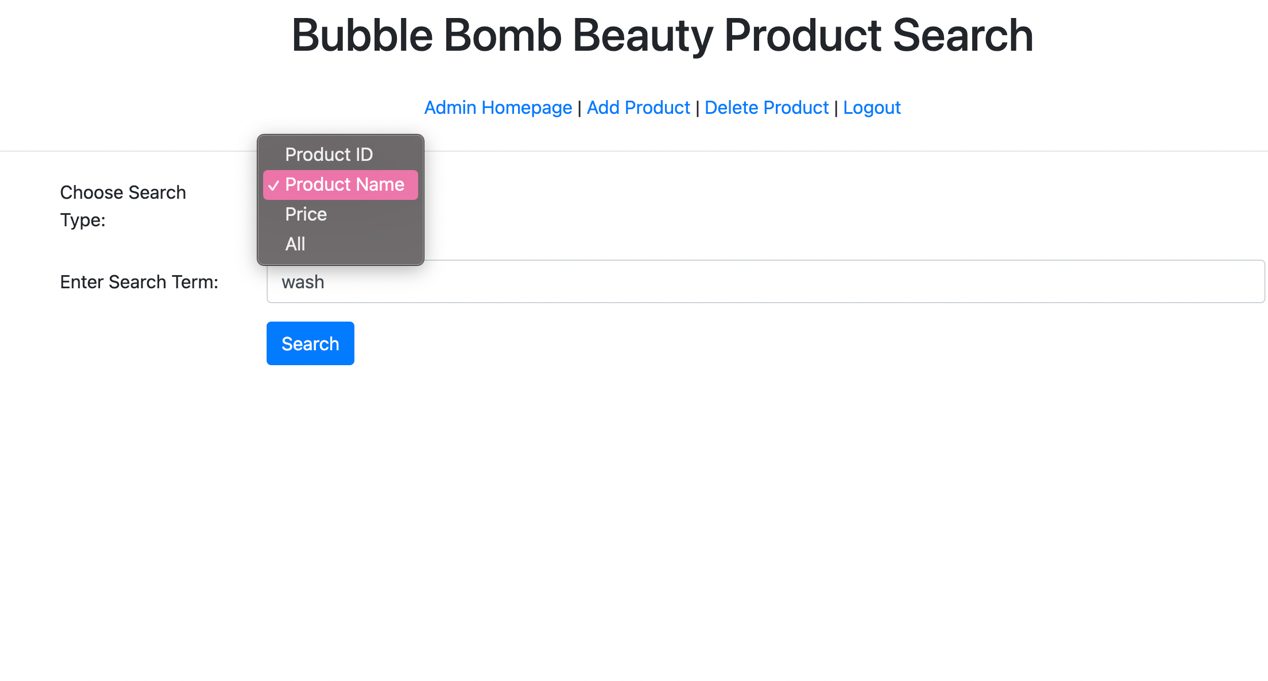 Bubble Bomb Beauty Product Search
Admin Homepage | Add Product | Delete Product | Logout
Choose Search
Type:
Product ID
✓ Product Name
Price
All
Enter Search Term:
wash
Search